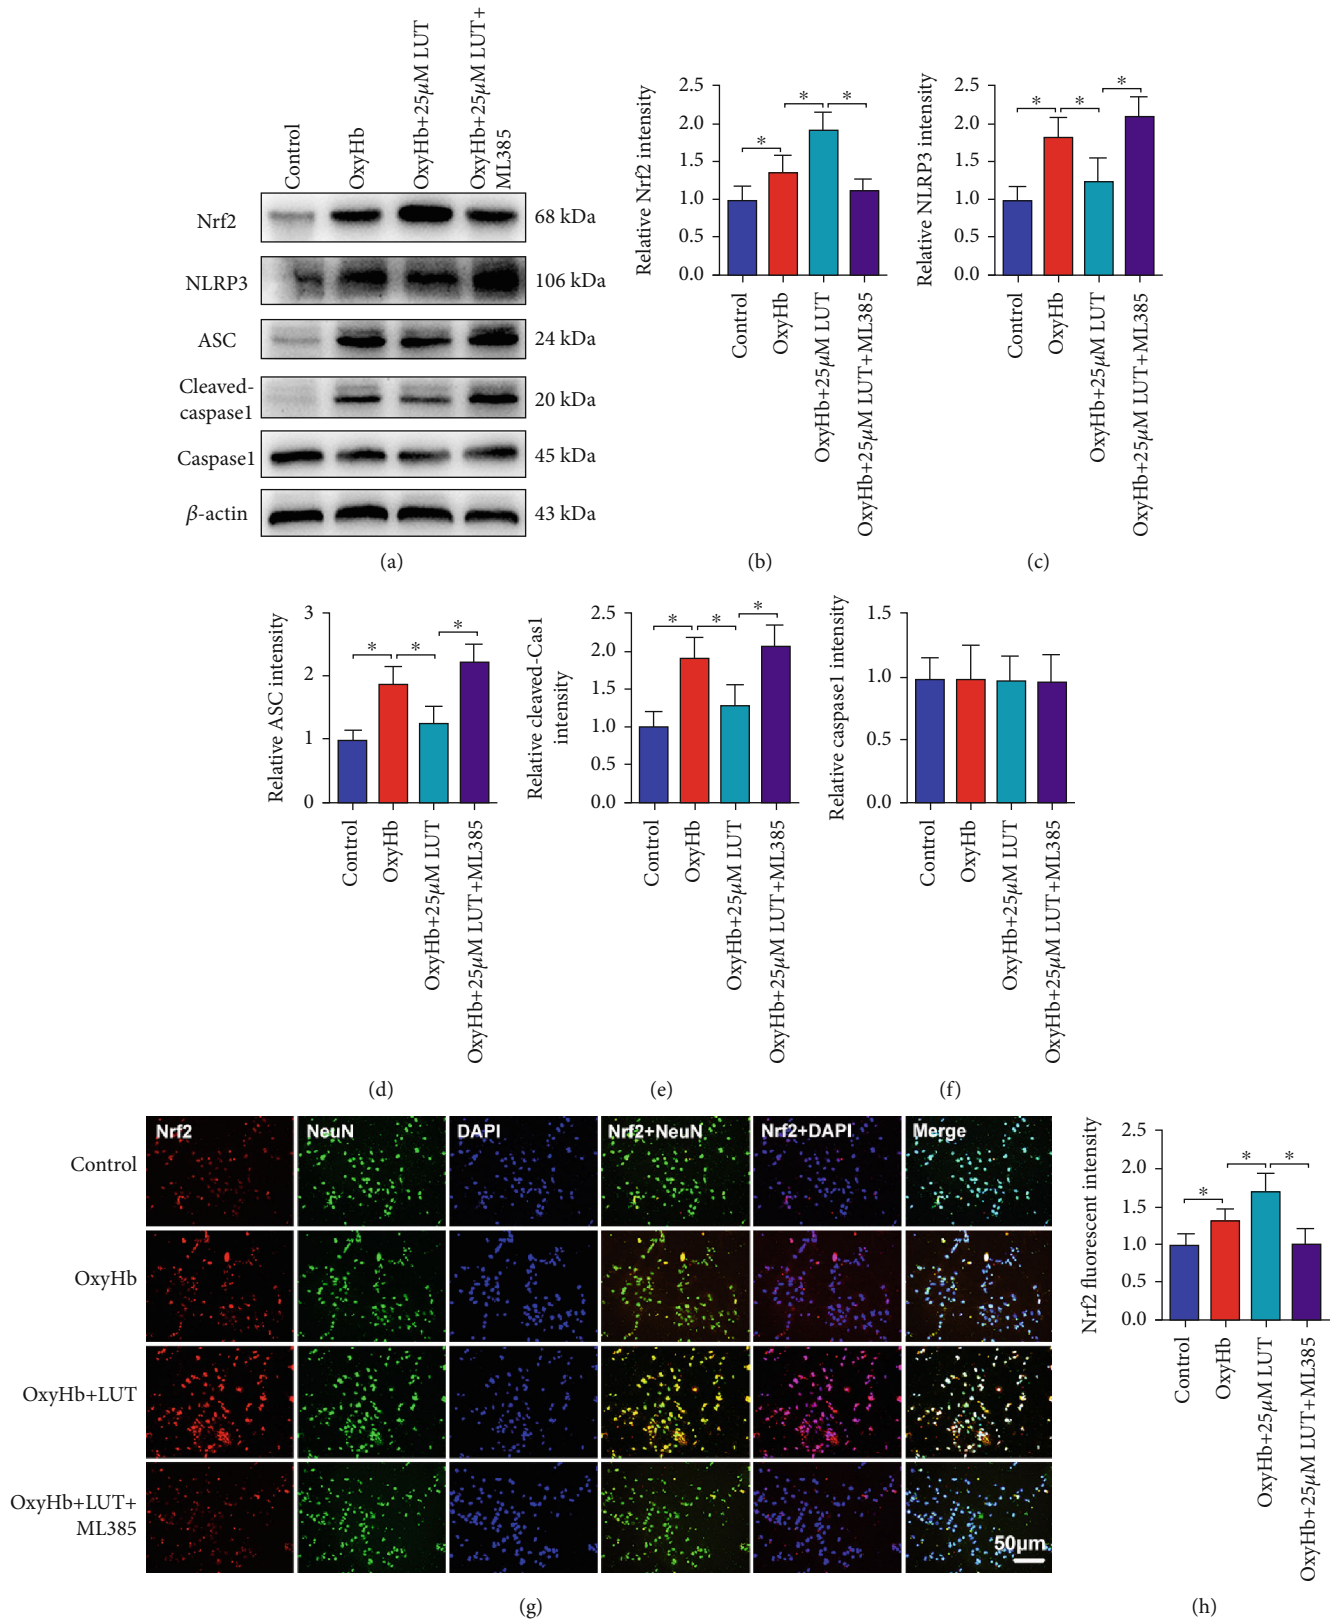 Control
OxyHb
OxyHb+25μM LUT
OxyHb+25μM LUT+
ML385
Nrf2
68 kDa
NLRP3
106 kDa
ASC
24 kDa
Cleaved-
caspase1
20 kDa
Caspase1
45 kDa
β-actin
43 kDa
(a)
Relative Nrf2 intensity
2.5
2.0
1.5
1.0
0.5
0.0
*
*
*
Control
OxyHb
OxyHb+25μM LUT
OxyHb+25μM LUT+ML385
(b)
Relative NLRP3 intensity
2.5
2.0
1.5
1.0
0.5
0.0
*
*
*
Control
OxyHb
OxyHb+25μM LUT
OxyHb+25μM LUT+ML385
(c)
Relative ASC intensity
3
2
1
0
*
*
*
Control
OxyHb
OxyHb+25μM LUT
OxyHb+25μM LUT+ML385
(d)
Relative cleaved-Cas1
intensity
2.5
2.0
1.5
1.0
0.5
0.0
*
*
*
Control
OxyHb
OxyHb+25μM LUT
OxyHb+25μM LUT+ML385
(e)
Relative caspase1 intensity
1.5
1.0
0.5
0.0
Control
OxyHb
OxyHb+25μM LUT
OxyHb+25μM LUT+ML385
(f)
Nrf2
NeuN
DAPI
Nrf2+NeuN
Nrf2+DAPI
Merge
Control
OxyHb
OxyHb+LUT
OxyHb+LUT+
ML385
50μm
(g)
Nrf2 fluorescent intensity
2.5
2.0
1.5
1.0
0.5
0.0
*
*
*
Control
OxyHb
OxyHb+25μM LUT
OxyHb+25μM LUT+ML385
(h)